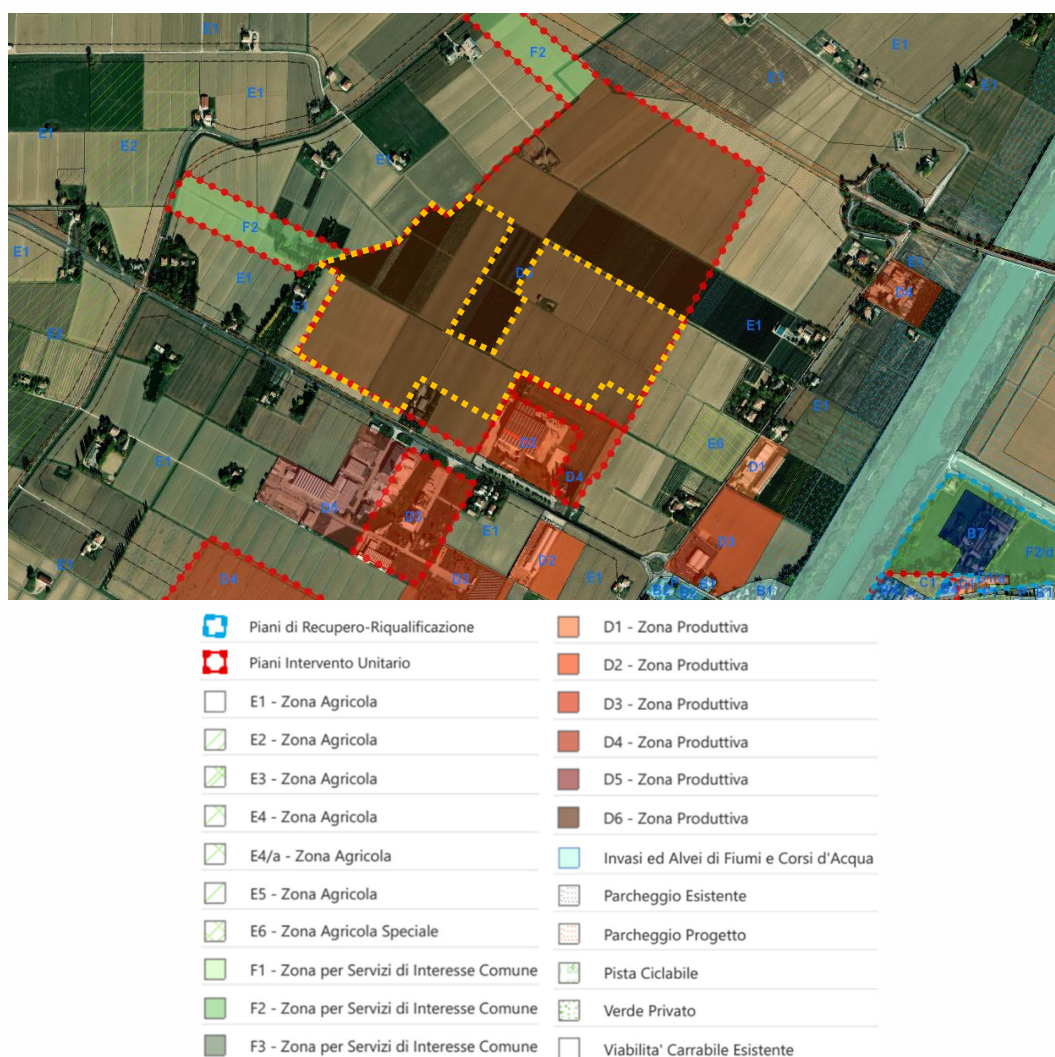 E1
F2
E1
E1
E1
E1
E2
E1
F2
E1
E1
E1
E2
D4
E1
E1
E6
D2
D1
D4
E1
D3
E1
D3
D2
E1
D4
D3
B7
F2/d
B1
C1
B1
Piani di Recupero-Riqualificazione
D1 - Zona Produttiva
Piani Intervento Unitario
D2 - Zona Produttiva
E1 - Zona Agricola
D3 - Zona Produttiva
E2 - Zona Agricola
D4 - Zona Produttiva
E3 - Zona Agricola
D5 - Zona Produttiva
E4 - Zona Agricola
D6 - Zona Produttiva
E4/a - Zona Agricola
Invasi ed Alvei di Fiumi e Corsi d'Acqua
E5 - Zona Agricola
Parcheggio Esistente
E6 - Zona Agricola Speciale
Parcheggio Progetto
F1 - Zona per Servizi di Interesse Comune
Pista Ciclabile
F2 - Zona per Servizi di Interesse Comune
Verde Privato
F3 - Zona per Servizi di Interesse Comune
Viabilita' Carrabile Esistente